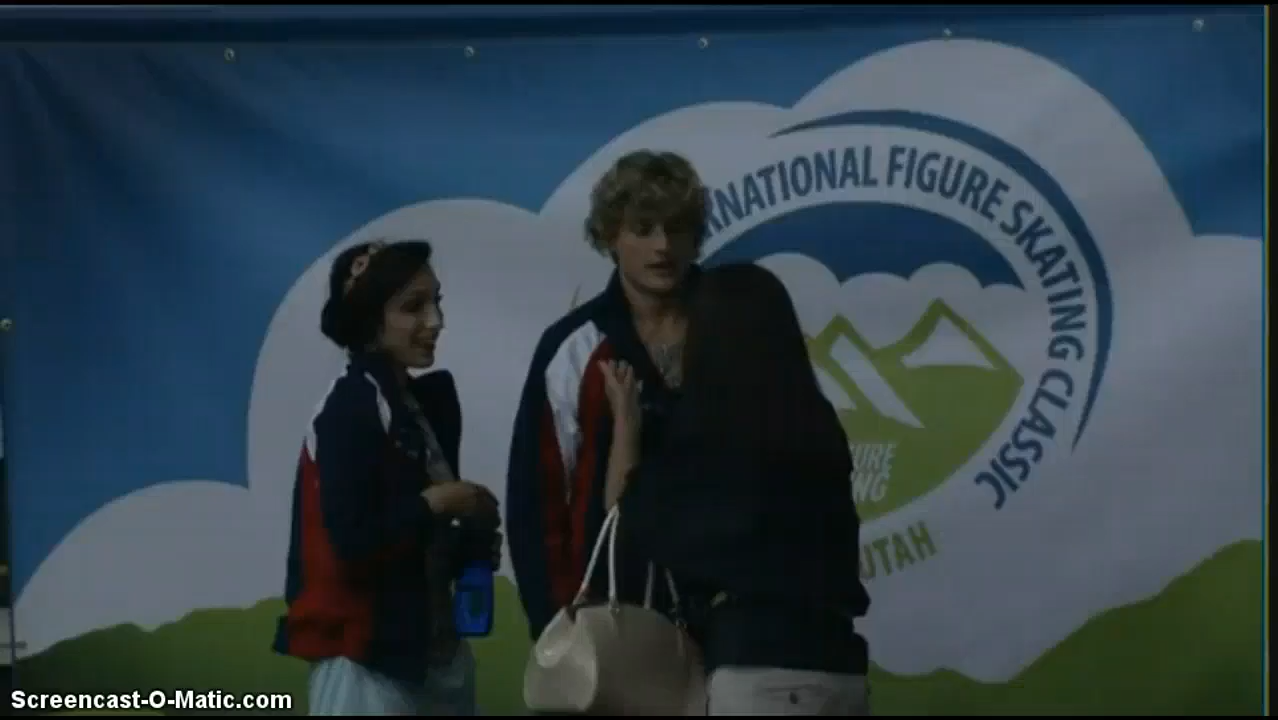 RNATIONAL FIGURE SKATING CLASSIC
URE
NG
UTAH
Screencast-O-Matic.com